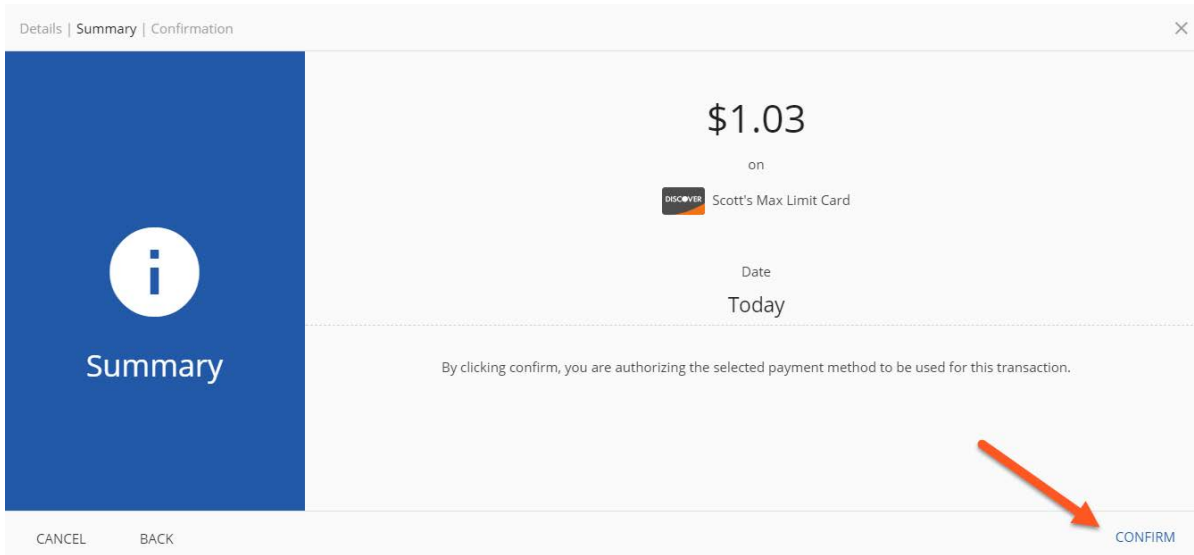 Details | Summary | Confirmation
$1.03
on
DISCOVER Scott's Max Limit Card
Date
Today
i
Summary
By clicking confirm, you are authorizing the selected payment method to be used for this transaction.
CANCEL BACK CONFIRM